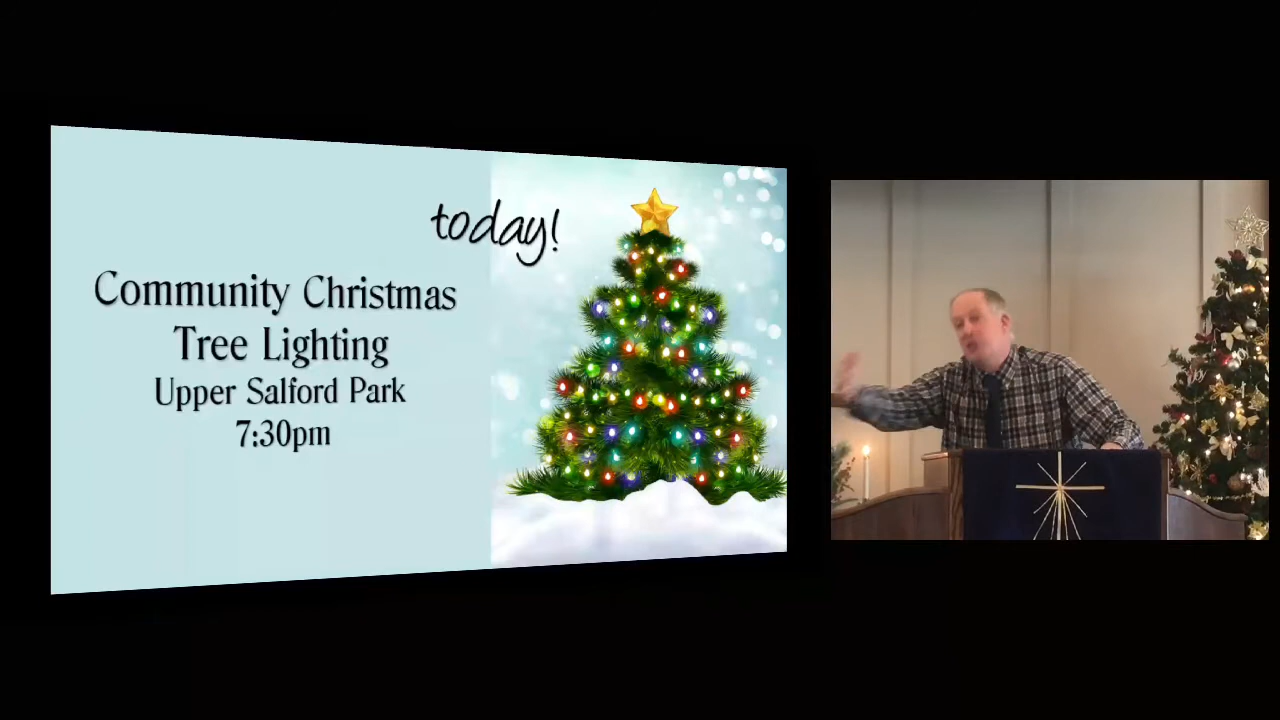 today!
Community Christmas
Tree Lighting
Upper Salford Park
7:30pm